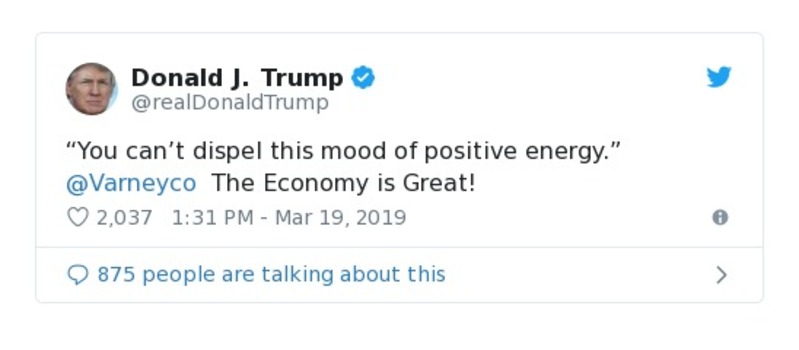 Donald J. Trump
@realDonaldTrump
“You can’t dispel this mood of positive energy.”
@Varneyco The Economy is Great!
2,037 1:31 PM - Mar 19, 2019
875 people are talking about this